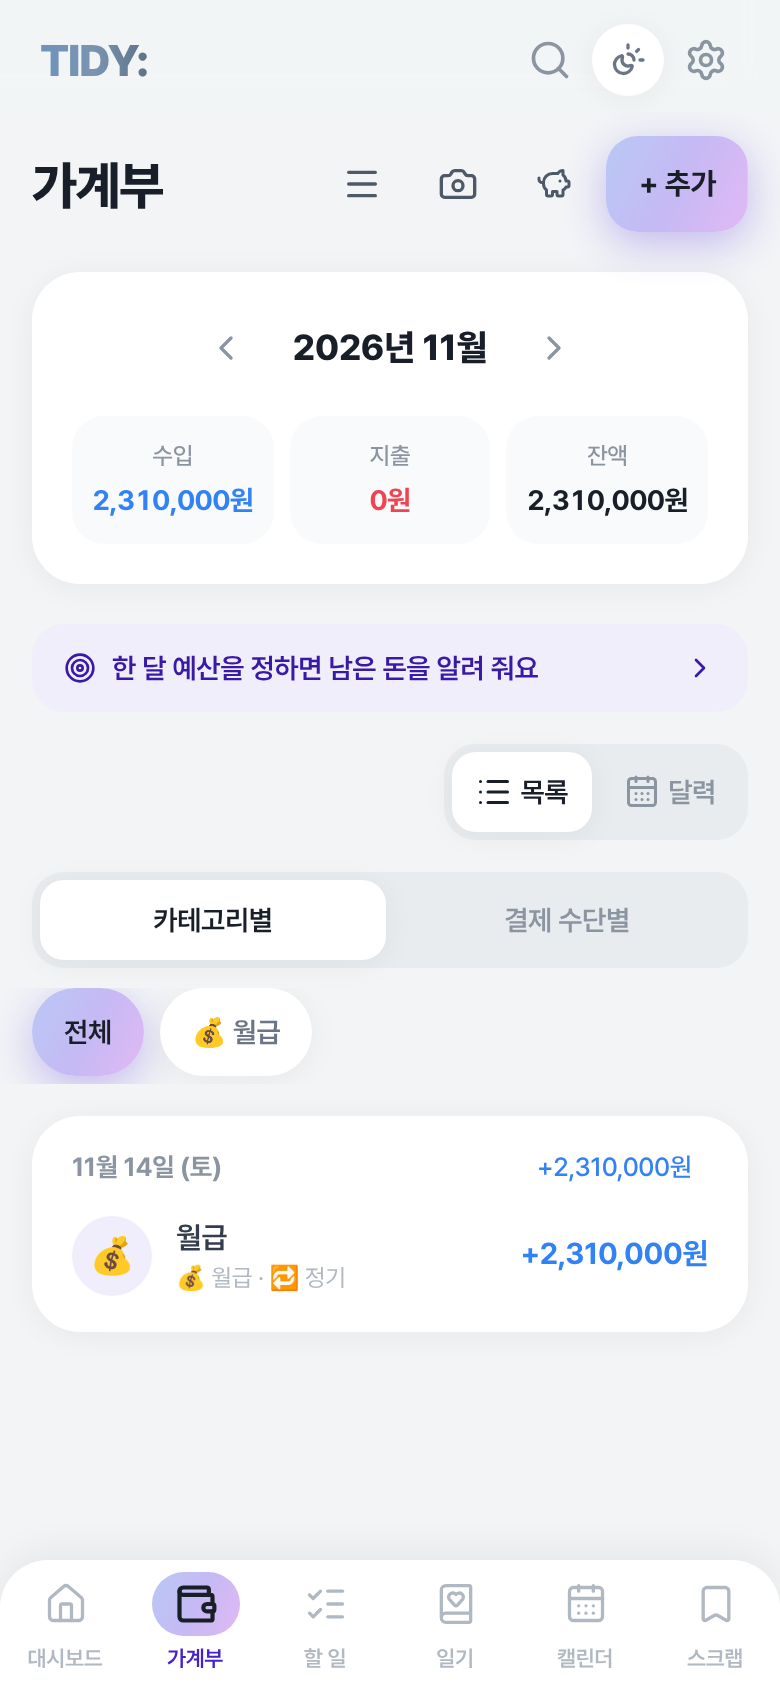 TIDY:
가계부
+ 추가
2026년 11월
수입
지출
잔액
2,310,000원
0원
2,310,000원
한 달 예산을 정하면 남은 돈을 알려 줘요
목록
달력
카테고리별
결제 수단별
전체
💰 월급
11월 14일 (토)
+2,310,000원
월급
+2,310,000원
💰 월급 · 🔁 정기
대시보드
가계부
할 일
일기
캘린더
스크랩